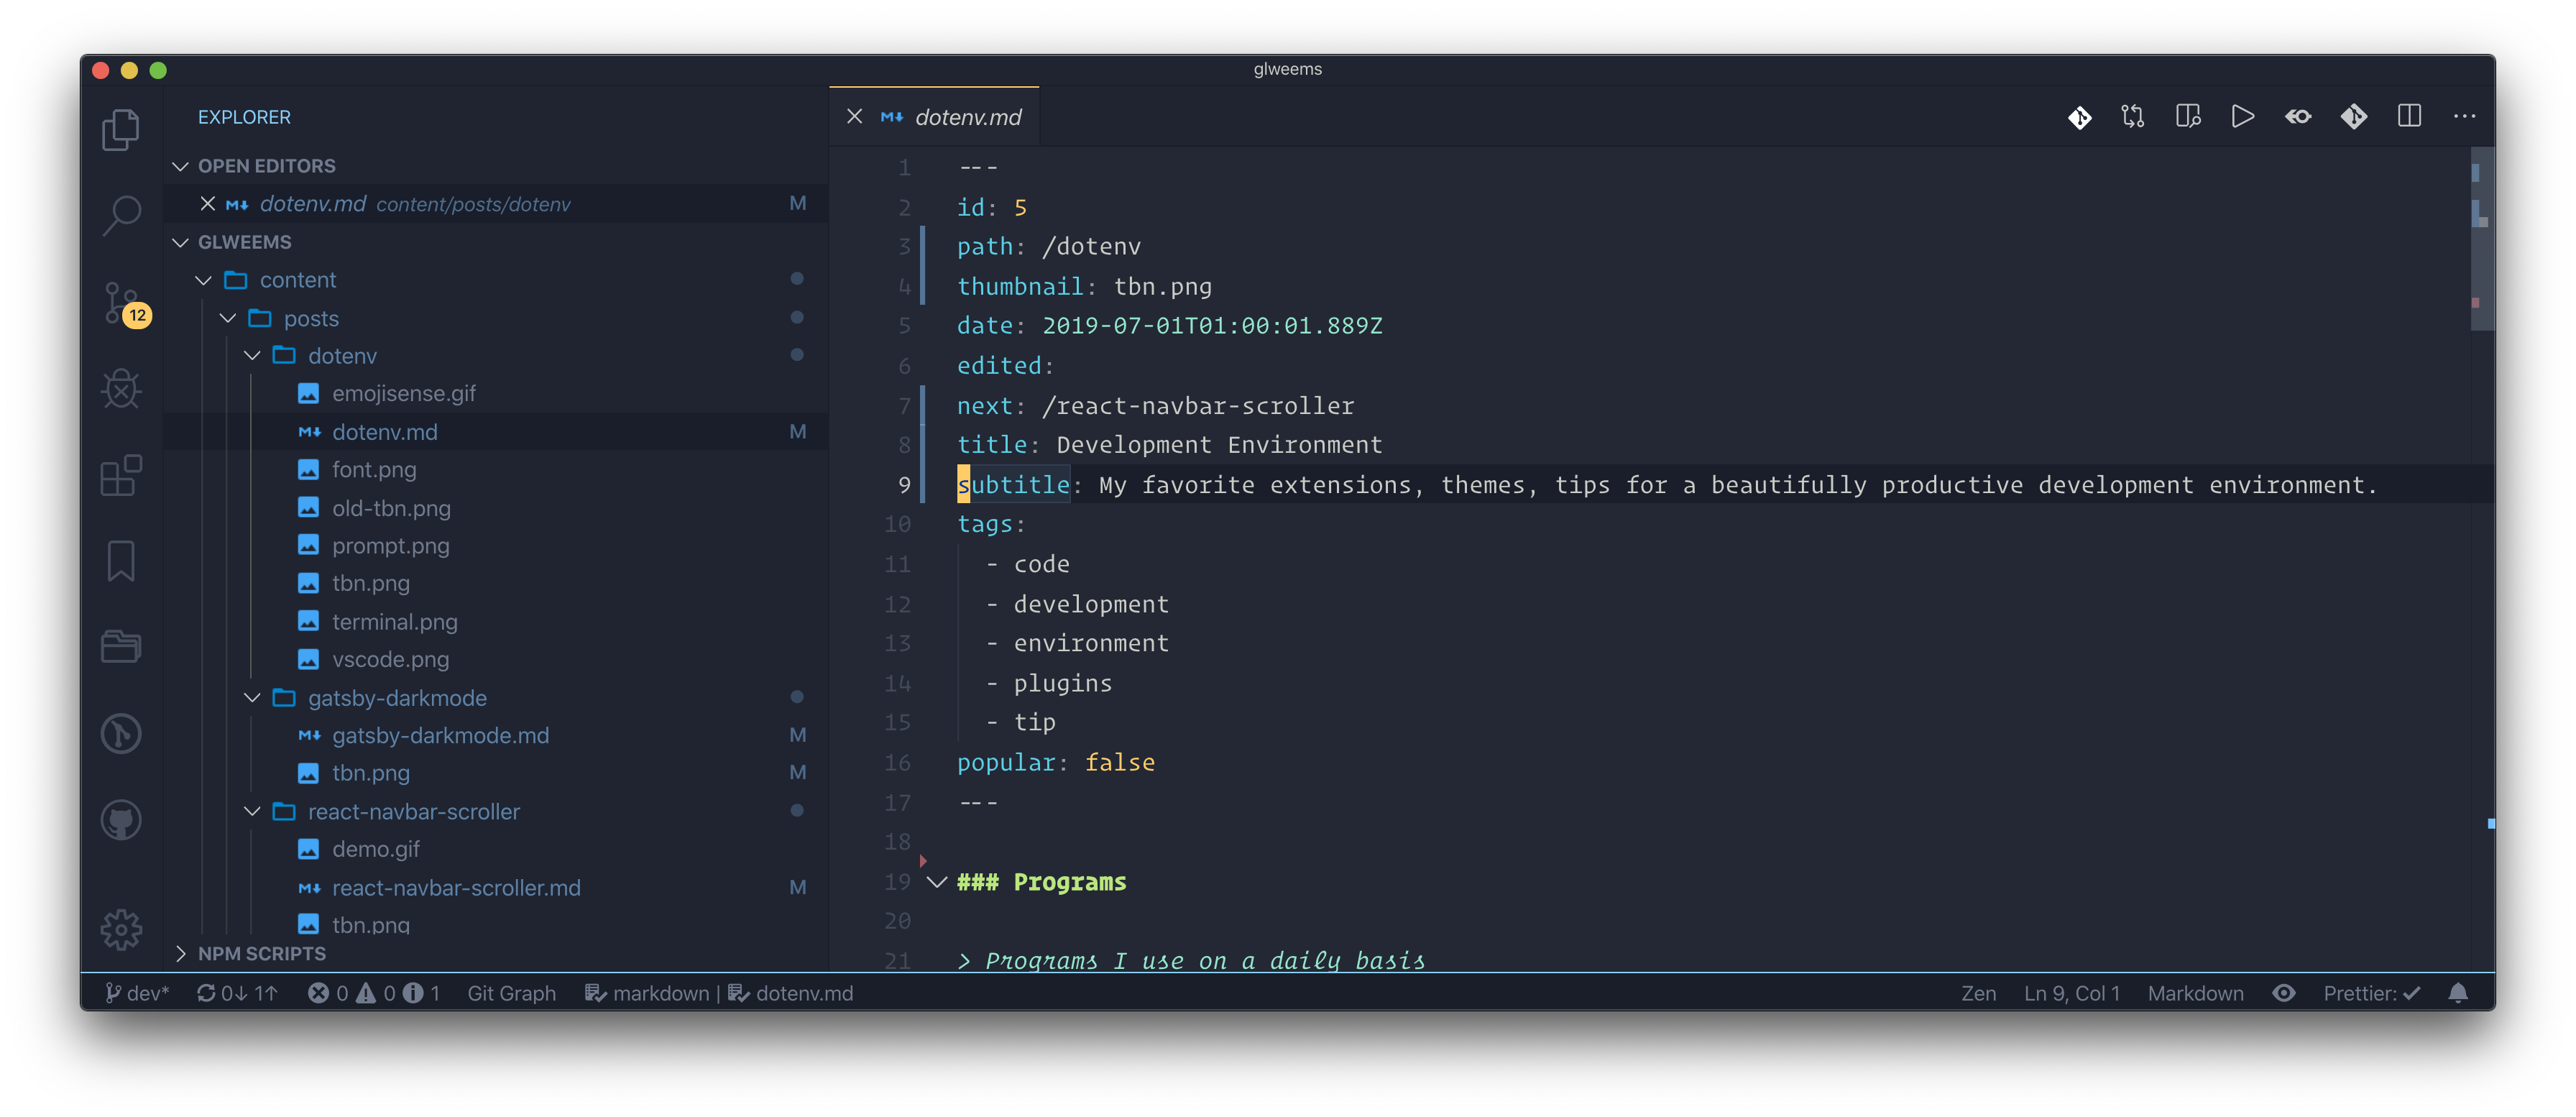 glweems
EXPLORER
OPEN EDITORS
dotenv.md content/posts/dotenv M
GLWEEMS
content
posts
dotenv
emojisense.gif
dotenv.md M
font.png
old-tbn.png
prompt.png
tbn.png
terminal.png
vscode.png
gatsby-darkmode
gatsby-darkmode.md M
tbn.png M
react-navbar-scroller
demo.gif
react-navbar-scroller.md M
tbn.png
NPM SCRIPTS
12
dotenv.md
1 ---
2 id: 5
3 path: /dotenv
4 thumbnail: tbn.png
5 date: 2019-07-01T01:00:01.889Z
6 edited:
7 next: /react-navbar-scroller
8 title: Development Environment
9 subtitle: My favorite extensions, themes, tips for a beautifully productive development environment.
10 tags:
11 - code
12 - development
13 - environment
14 - plugins
15 - tip
16 popular: false
17 ---
18
19 ### Programs
20
21 > Programs I use on a daily basis
dev* 0↓ 1↑ 0 0 1 Git Graph markdown | dotenv.md Zen Ln 9, Col 1 Markdown Prettier: ✓